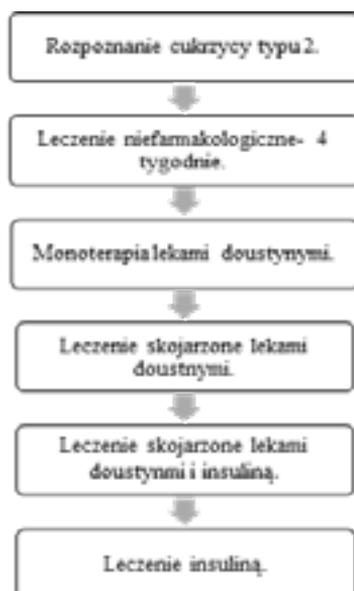 Rozpoznanie cukrzycy typu 2.
Leczenie niefarmakologiczne- 4
tygodnie.
Monoterapia lekami doustynymi.
Leczenie skojarzone lekami
doustnymi.
Leczenie skojarzone lekami
doustynmi i insuliną.
Leczenie insuliną.